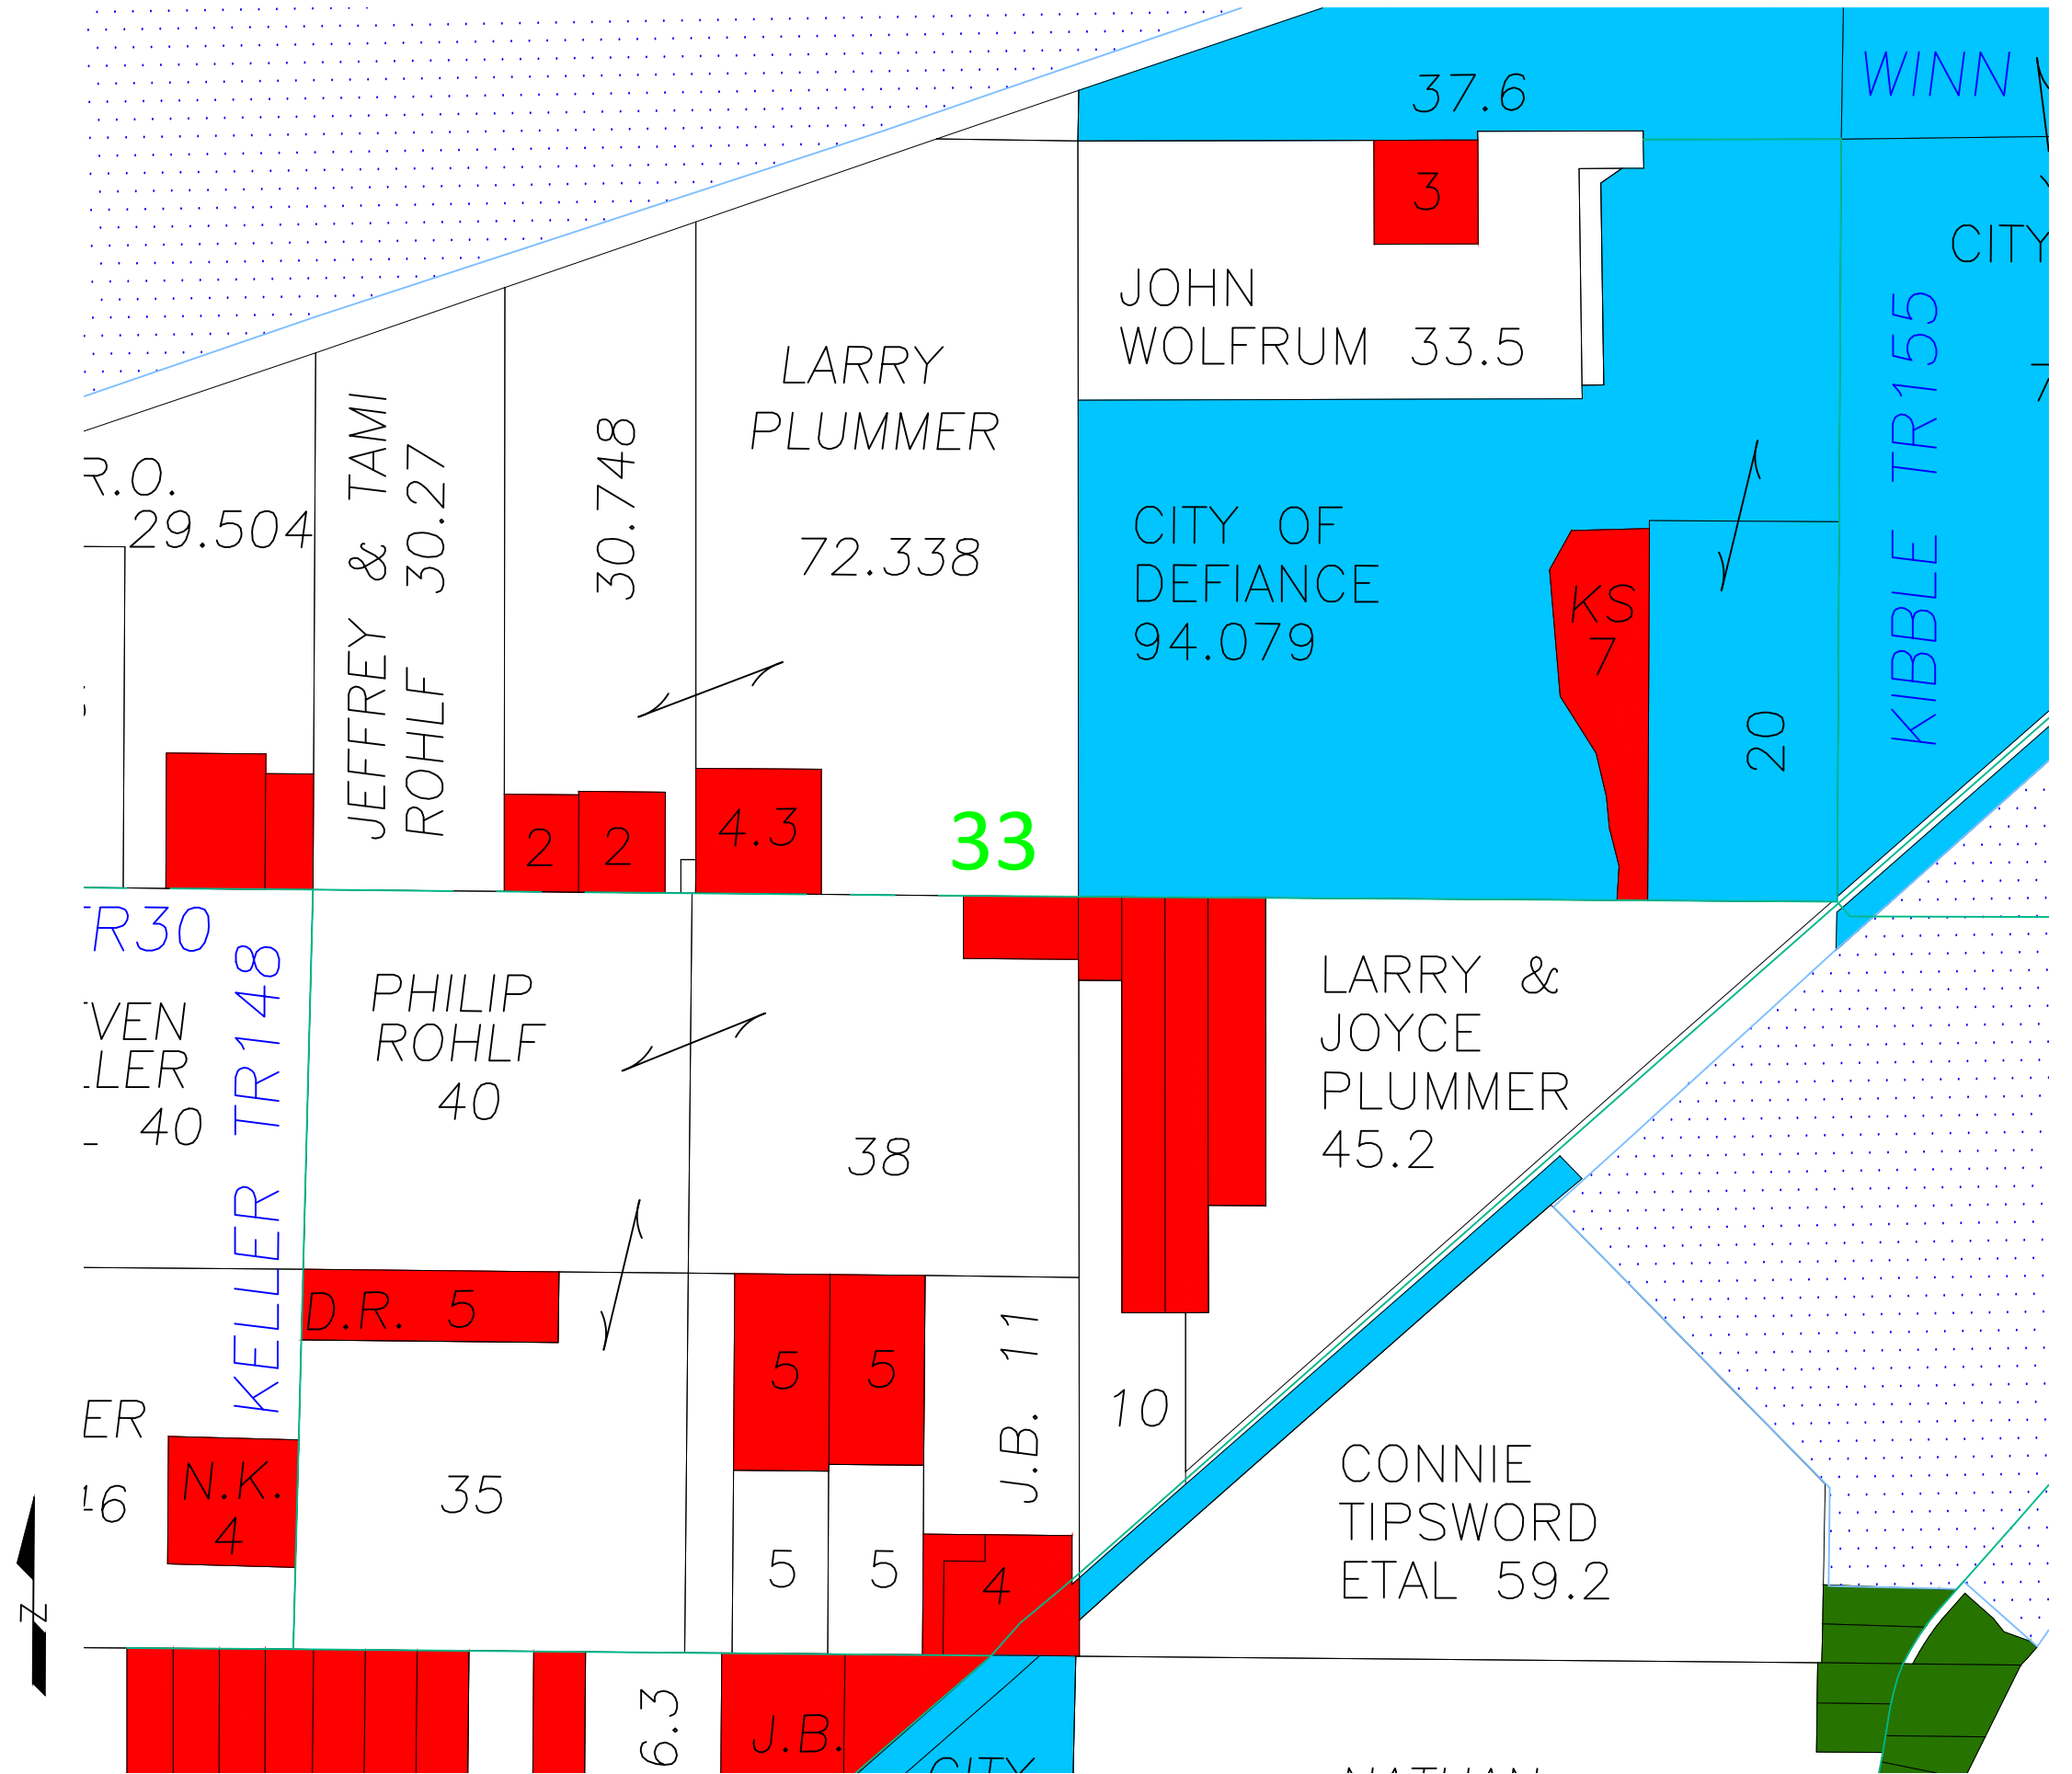 37.6
WINN
3
CITY
JOHN
WOLFRUM 33.5
LARRY
PLUMMER
72.338
R.O.
29.504
JEFFREY & TAMI
ROHLF 30.27
30.748
CITY OF
DEFIANCE
94.079
KS
7
20
KIBBLE TR155
7
2
2
4.3
33
TR30
KELLER TR148
PHILIP
ROHLF
40
VEN
LER
40
38
LARRY &
JOYCE
PLUMMER
45.2
D.R. 5
5
5
J.B. 11
10
ER
N.K.
4
35
5
5
4
CONNIE
TIPSWORD
ETAL 59.2
N
6.3
J.B.
CITY
NATHAN